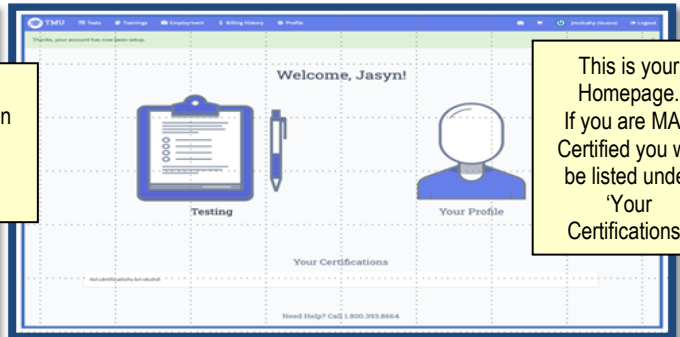 TMU Tests Trainings Employment $ Billing History Profile jmulcahy (Student) Logout
Thanks, your account has now been setup.
Welcome, Jasyn!
Testing
Your Profile
Your Certifications
Need Help? Call 1.800.393.8664
n
This is your
Homepage.
If you are MA
Certified you w
be listed unde
‘Your
Certifications